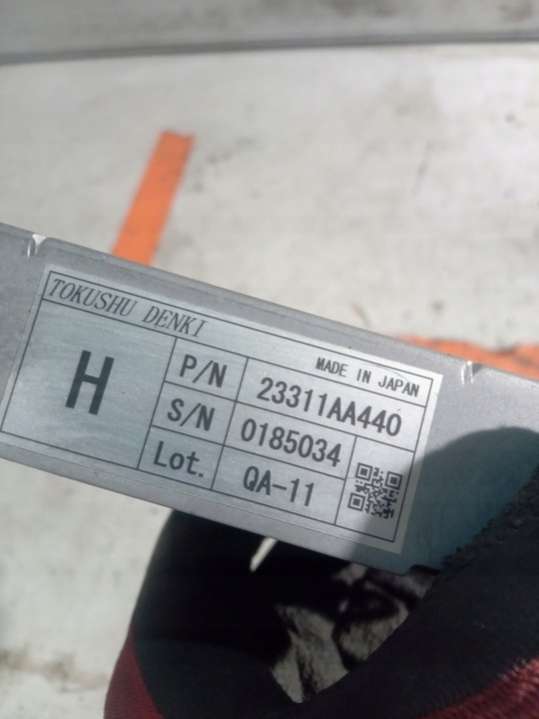 TOKUSHU DENKI
MADE IN JAPAN
H
P/N 23311AA440
S/N 0185034
Lot. QA-11